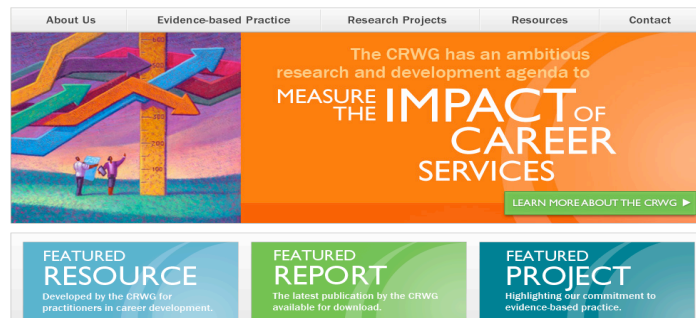 About Us Evidence-based Practice Research Projects Resources Contact
The CRWG has an ambitious
research and development agenda to
MEASURE
THE IMPACT OF
CAREER
SERVICES
LEARN MORE ABOUT THE CRWG
FEATURED
RESOURCE
Developed by the CRWG for
practitioners in career development.
FEATURED
REPORT
The latest publication by the CRWG
available for download.
FEATURED
PROJECT
Highlighting our commitment to
evidence-based practice.